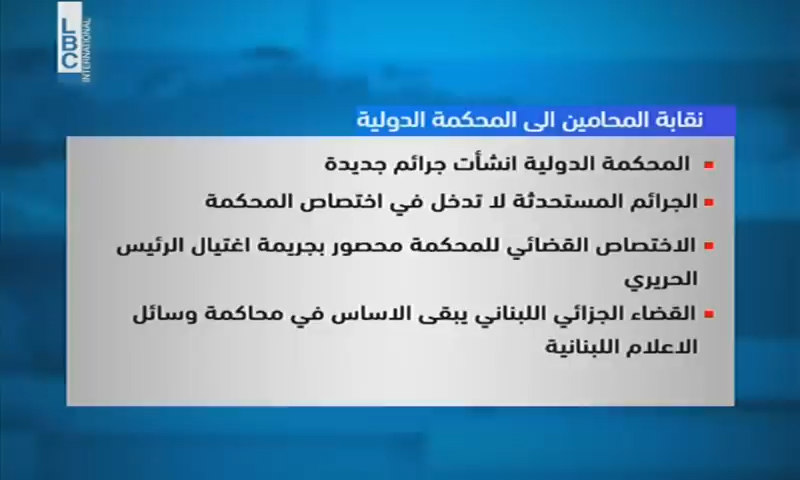 LBC
INTERNATIONAL
نقابة المحامين الى المحكمة الدولية
المحكمة الدولية انشأت جرائم جديدة
الجرائم المستحدثة لا تدخل في اختصاص المحكمة
الاختصاص القضائي للمحكمة محصور بجريمة اغتيال الرئيس
الحريري
القضاء الجزائي اللبناني يبقى الاساس في محاكمة وسائل
الاعلام اللبنانية